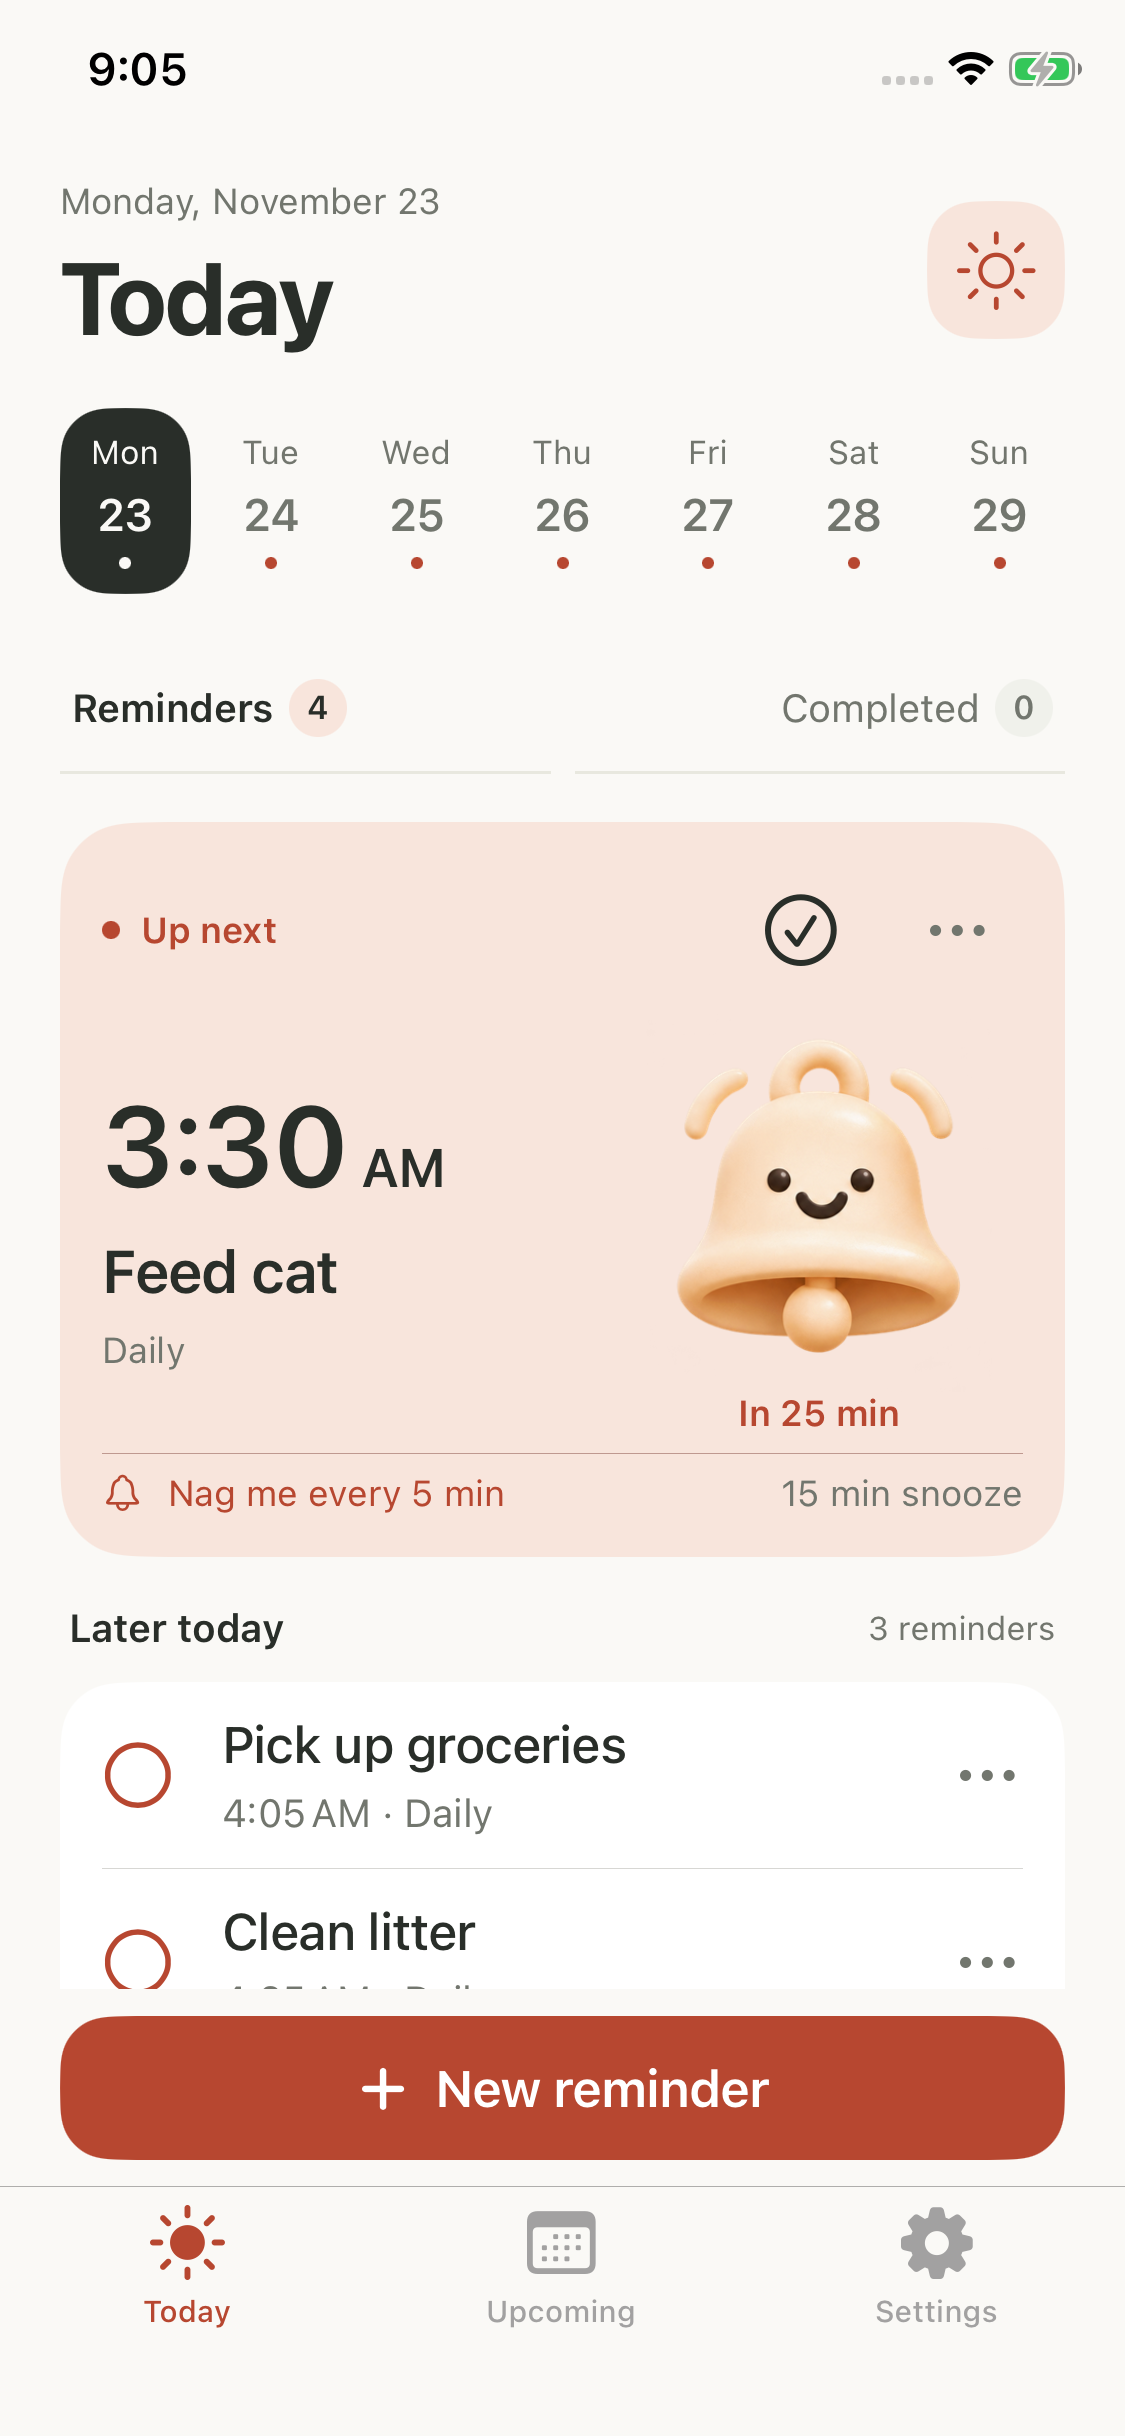 9:05
Monday, November 23
Today
Mon Tue Wed Thu Fri Sat Sun
23 24 25 26 27 28 29
Reminders 4 Completed 0
Up next
3:30 AM
Feed cat
Daily
In 25 min
Nag me every 5 min 15 min snooze
Later today 3 reminders
Pick up groceries
4:05 AM · Daily
Clean litter
New reminder
Today Upcoming Settings